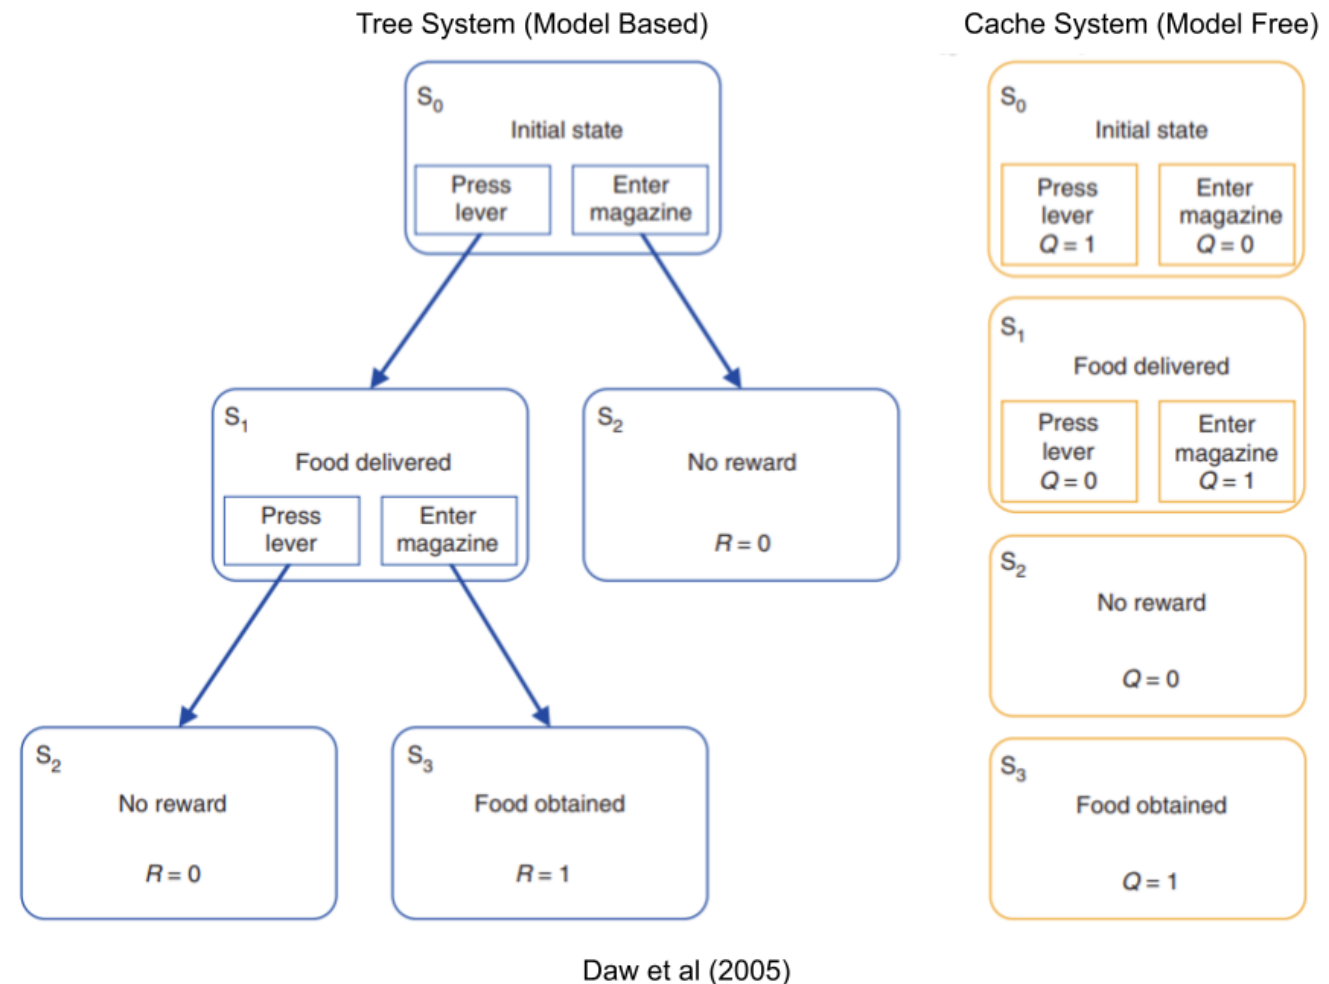 Tree System (Model Based)
Cache System (Model Free)
S0
Initial state
Press
lever
Enter
magazine
S1
Food delivered
Press
lever
Enter
magazine
S2
No reward
R = 0
S2
No reward
R = 0
S3
Food obtained
R = 1
S0
Initial state
Press
lever
Q = 1
Enter
magazine
Q = 0
S1
Food delivered
Press
lever
Q = 0
Enter
magazine
Q = 1
S2
No reward
Q = 0
S3
Food obtained
Q = 1
Daw et al (2005)